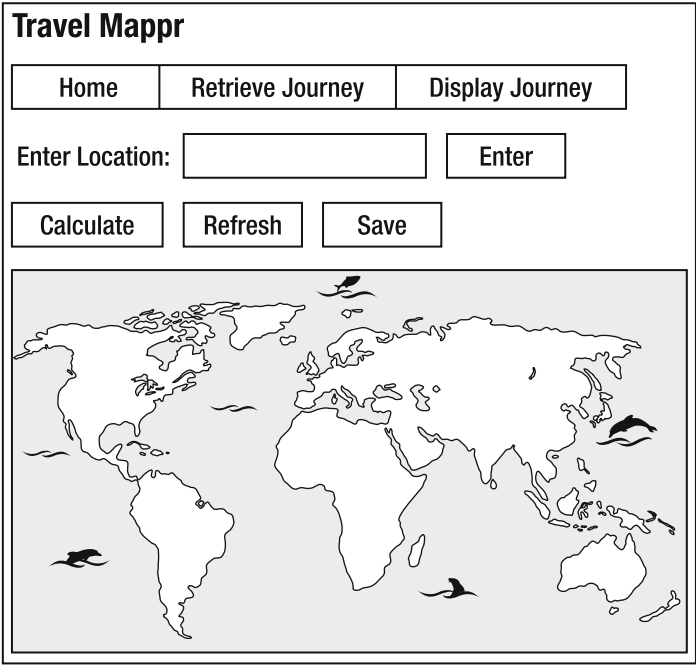 Travel Mappr
Home Retrieve Journey Display Journey
Enter Location: Enter
Calculate Refresh Save